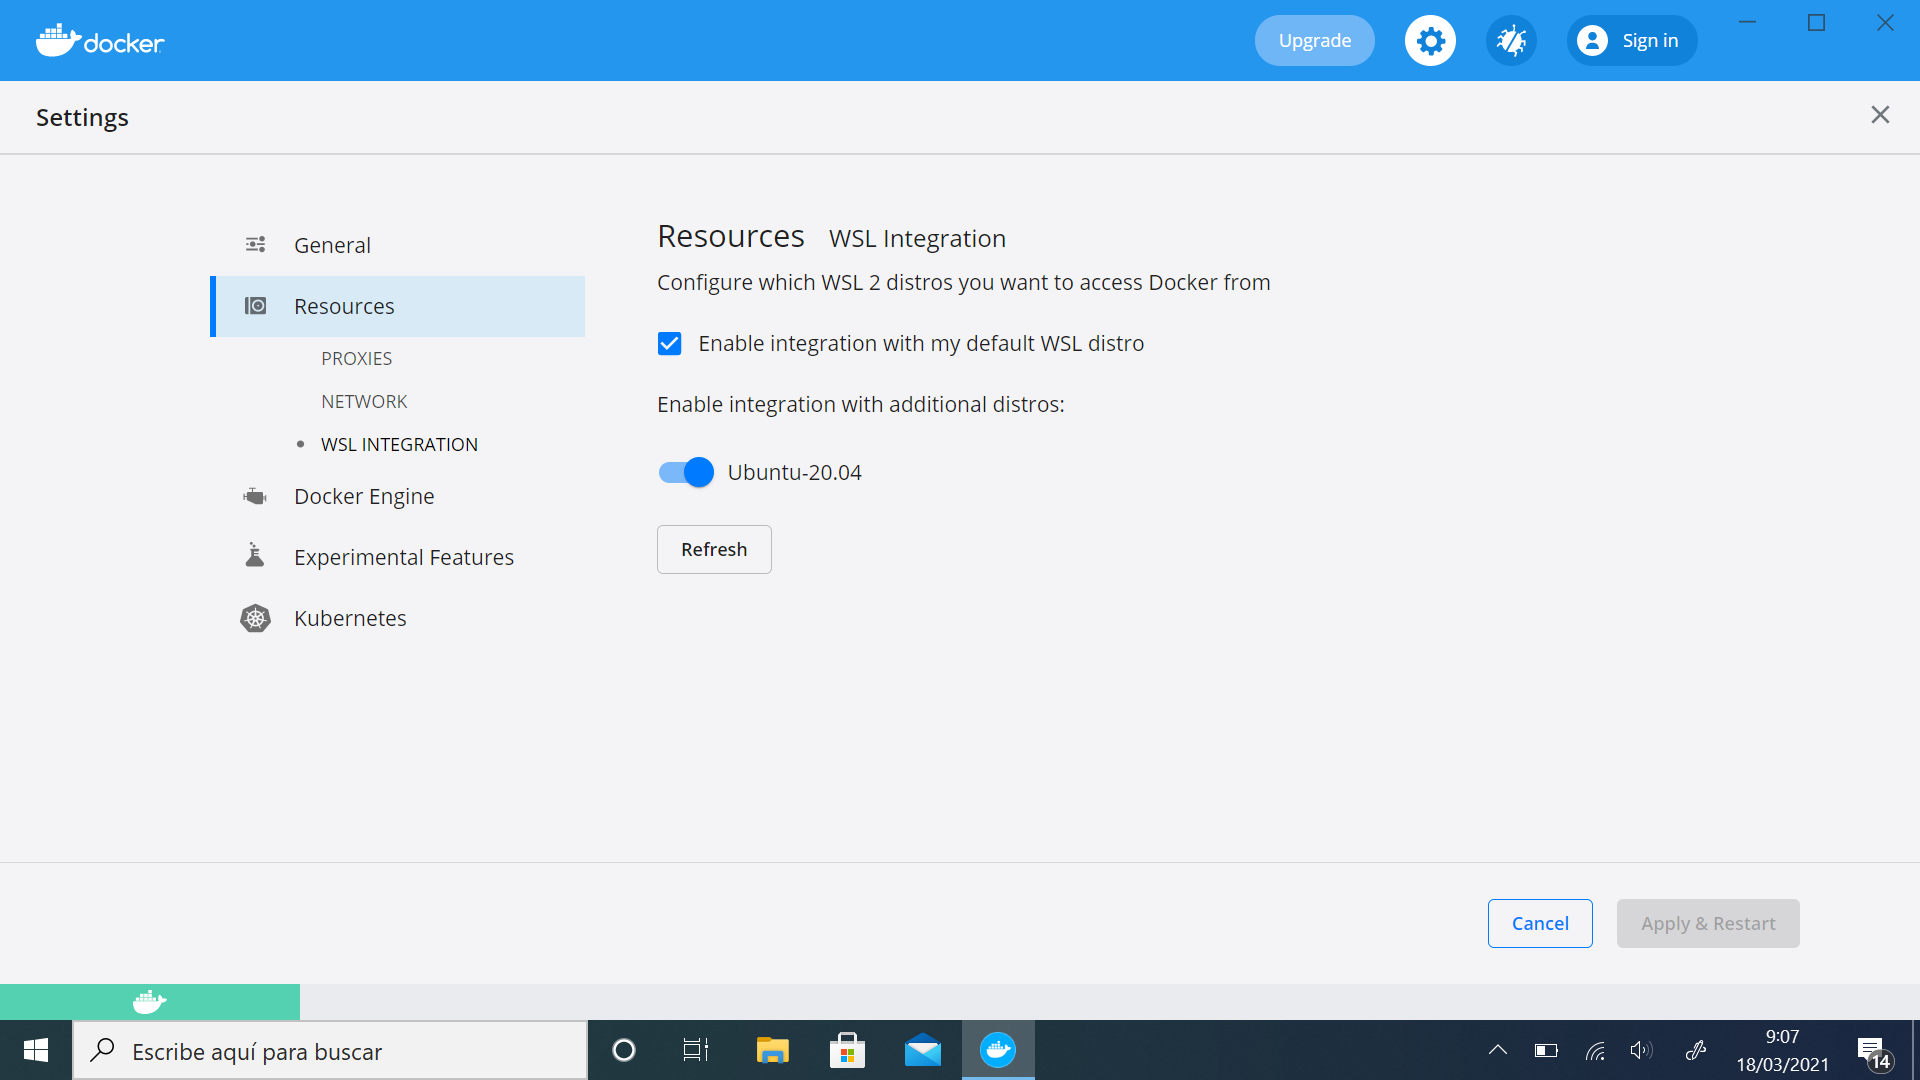 docker
Upgrade
Sign in
Settings
General
Resources
PROXIES
NETWORK
WSL INTEGRATION
Docker Engine
Experimental Features
Kubernetes
Resources WSL Integration
Configure which WSL 2 distros you want to access Docker from
Enable integration with my default WSL distro
Enable integration with additional distros:
Ubuntu-20.04
Refresh
Cancel
Apply & Restart
Escribe aquí para buscar
9:07
18/03/2021
14